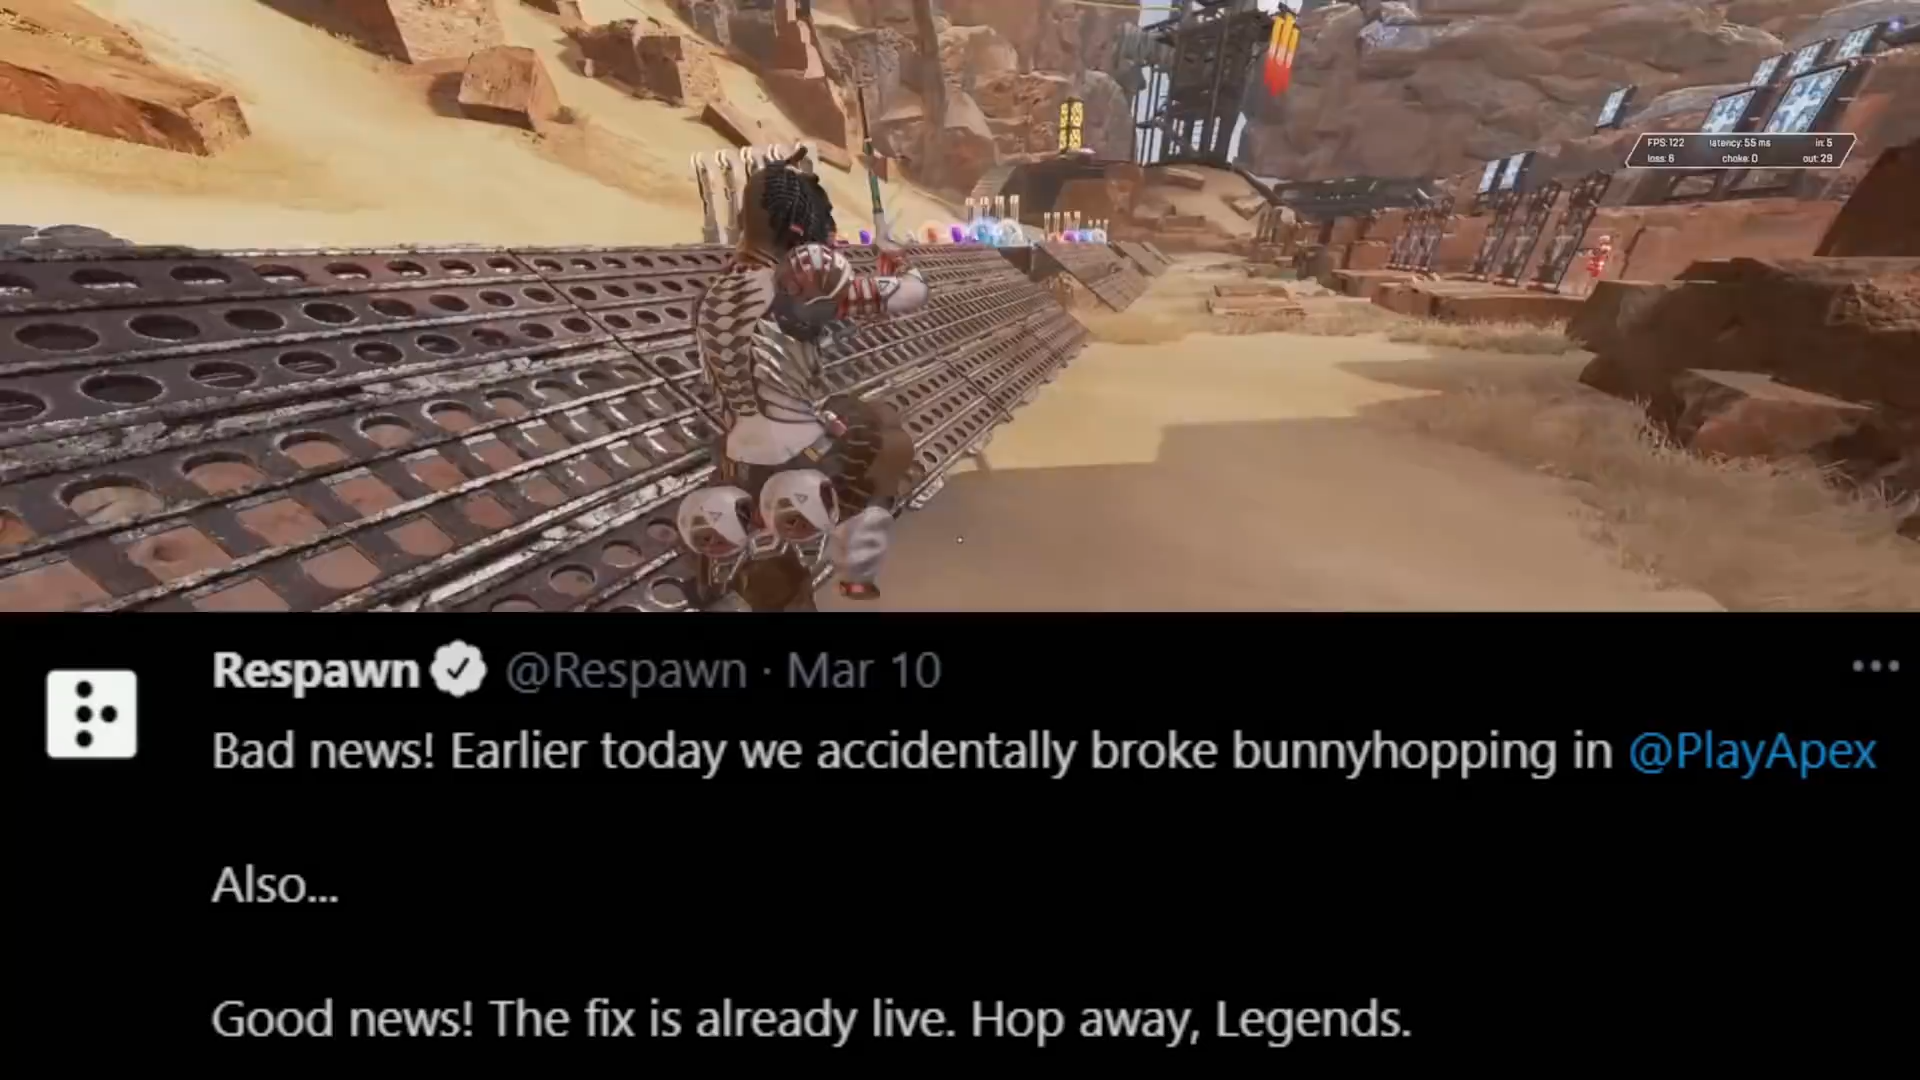 FPS: 122 latency: 55 ms in: 5
loss: 6 choke: 0 out: 29
Respawn @Respawn · Mar 10
Bad news! Earlier today we accidentally broke bunnyhopping in @PlayApex
Also...
Good news! The fix is already live. Hop away, Legends.